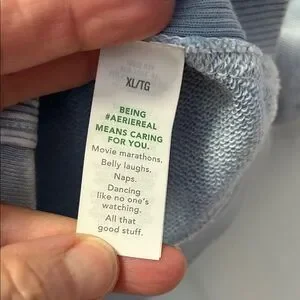 XL/TG
BEING
#AERIEREAL
MEANS CARING
FOR YOU.
Movie marathons.
Belly laughs.
Naps.
Dancing
like no one's
watching.
All that
good stuff.